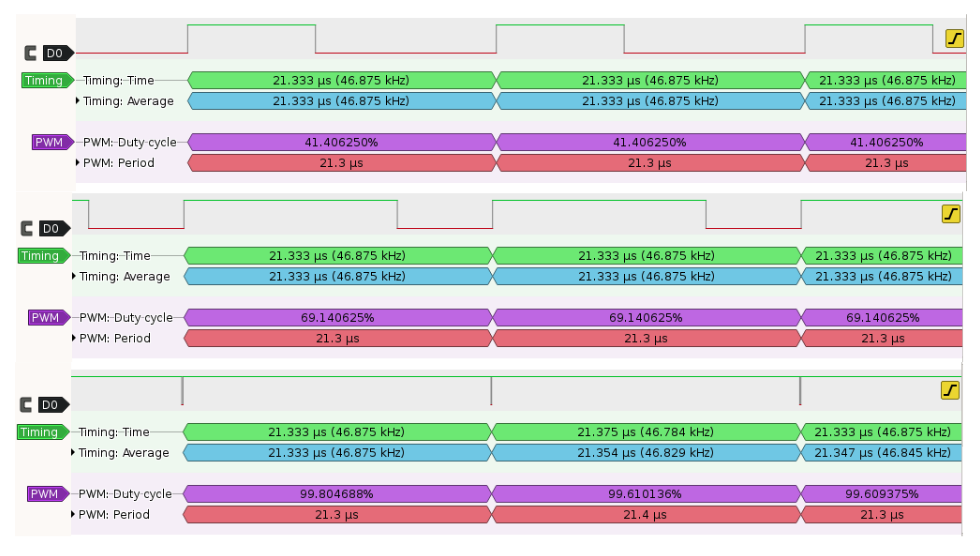 D0
Timing Timing: Time 21.333 µs (46.875 kHz) 21.333 µs (46.875 kHz) 21.333 µs (46.875 kHz)
Timing: Average 21.333 µs (46.875 kHz) 21.333 µs (46.875 kHz) 21.333 µs (46.875 kHz)
PWM PWM: Duty cycle 41.406250% 41.406250% 41.406250%
PWM: Period 21.3 µs 21.3 µs 21.3 µs
D0
Timing Timing: Time 21.333 µs (46.875 kHz) 21.333 µs (46.875 kHz) 21.333 µs (46.875 kHz)
Timing: Average 21.333 µs (46.875 kHz) 21.333 µs (46.875 kHz) 21.333 µs (46.875 kHz)
PWM PWM: Duty cycle 69.140625% 69.140625% 69.140625%
PWM: Period 21.3 µs 21.3 µs 21.3 µs
D0
Timing Timing: Time 21.333 µs (46.875 kHz) 21.375 µs (46.784 kHz) 21.333 µs (46.875 kHz)
Timing: Average 21.333 µs (46.875 kHz) 21.354 µs (46.829 kHz) 21.347 µs (46.845 kHz)
PWM PWM: Duty cycle 99.804688% 99.610136% 99.609375%
PWM: Period 21.3 µs 21.4 µs 21.3 µs